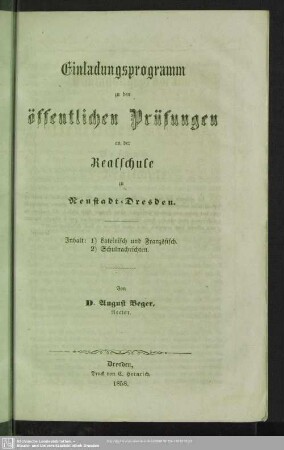 Einladungsprogramm
zu den
öffentlichen Prüfungen
an der
Realschule
zu
Neustadt-Dresden.
Inhalt: 1) Lateinisch und Französisch.
2) Schulnachrichten.
Von
D. August Beger,
Rector.
Dresden,
Druck von C. Heinrich.
1858.